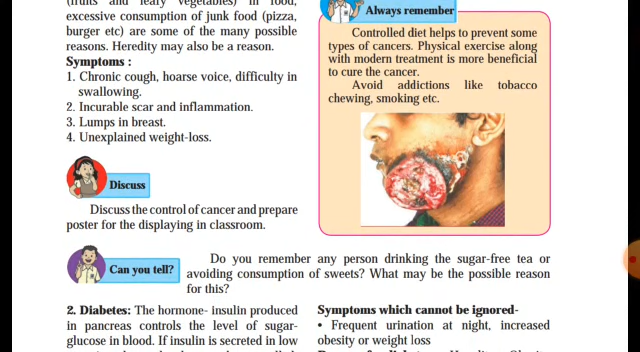 (fruits and leafy vegetables) in food,
excessive consumption of junk food (pizza,
burger etc) are some of the many possible
reasons. Heredity may also be a reason.
Symptoms :
1. Chronic cough, hoarse voice, difficulty in
swallowing.
2. Incurable scar and inflammation.
3. Lumps in breast.
4. Unexplained weight-loss.
Discuss
Discuss the control of cancer and prepare
poster for the displaying in classroom.
Always remember
Controlled diet helps to prevent some
types of cancers. Physical exercise along
with modern treatment is more beneficial
to cure the cancer.
Avoid addictions like tobacco
chewing, smoking etc.
Can you tell?
Do you remember any person drinking the sugar-free tea or
avoiding consumption of sweets? What may be the possible reason
for this?
2. Diabetes: The hormone- insulin produced
in pancreas controls the level of sugar-
glucose in blood. If insulin is secreted in low
Symptoms which cannot be ignored-
• Frequent urination at night, increased
obesity or weight loss